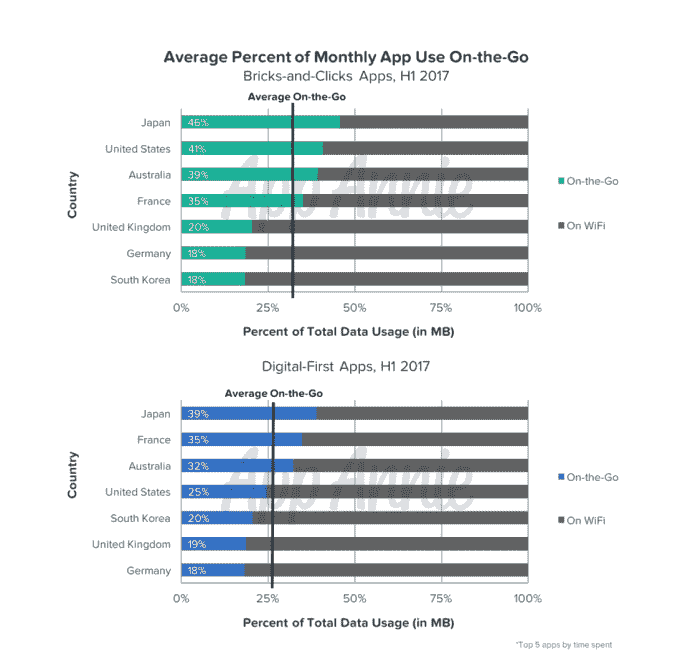 Average Percent of Monthly App Use On-the-Go
Bricks-and-Clicks Apps, H1 2017
Average On-the-Go
Country
Japan 46%
United States 41%
Australia 39%
France 35%
United Kingdom 20%
Germany 18%
South Korea 18%
On-the-Go
On WiFi
App Annie
0% 25% 50% 75% 100%
Percent of Total Data Usage (in MB)
Digital-First Apps, H1 2017
Average On-the-Go
Country
Japan 39%
France 35%
Australia 32%
United States 25%
South Korea 20%
United Kingdom 19%
Germany 18%
On-the-Go
On WiFi
App Annie
0% 25% 50% 75% 100%
Percent of Total Data Usage (in MB)
*Top 5 apps by time spent